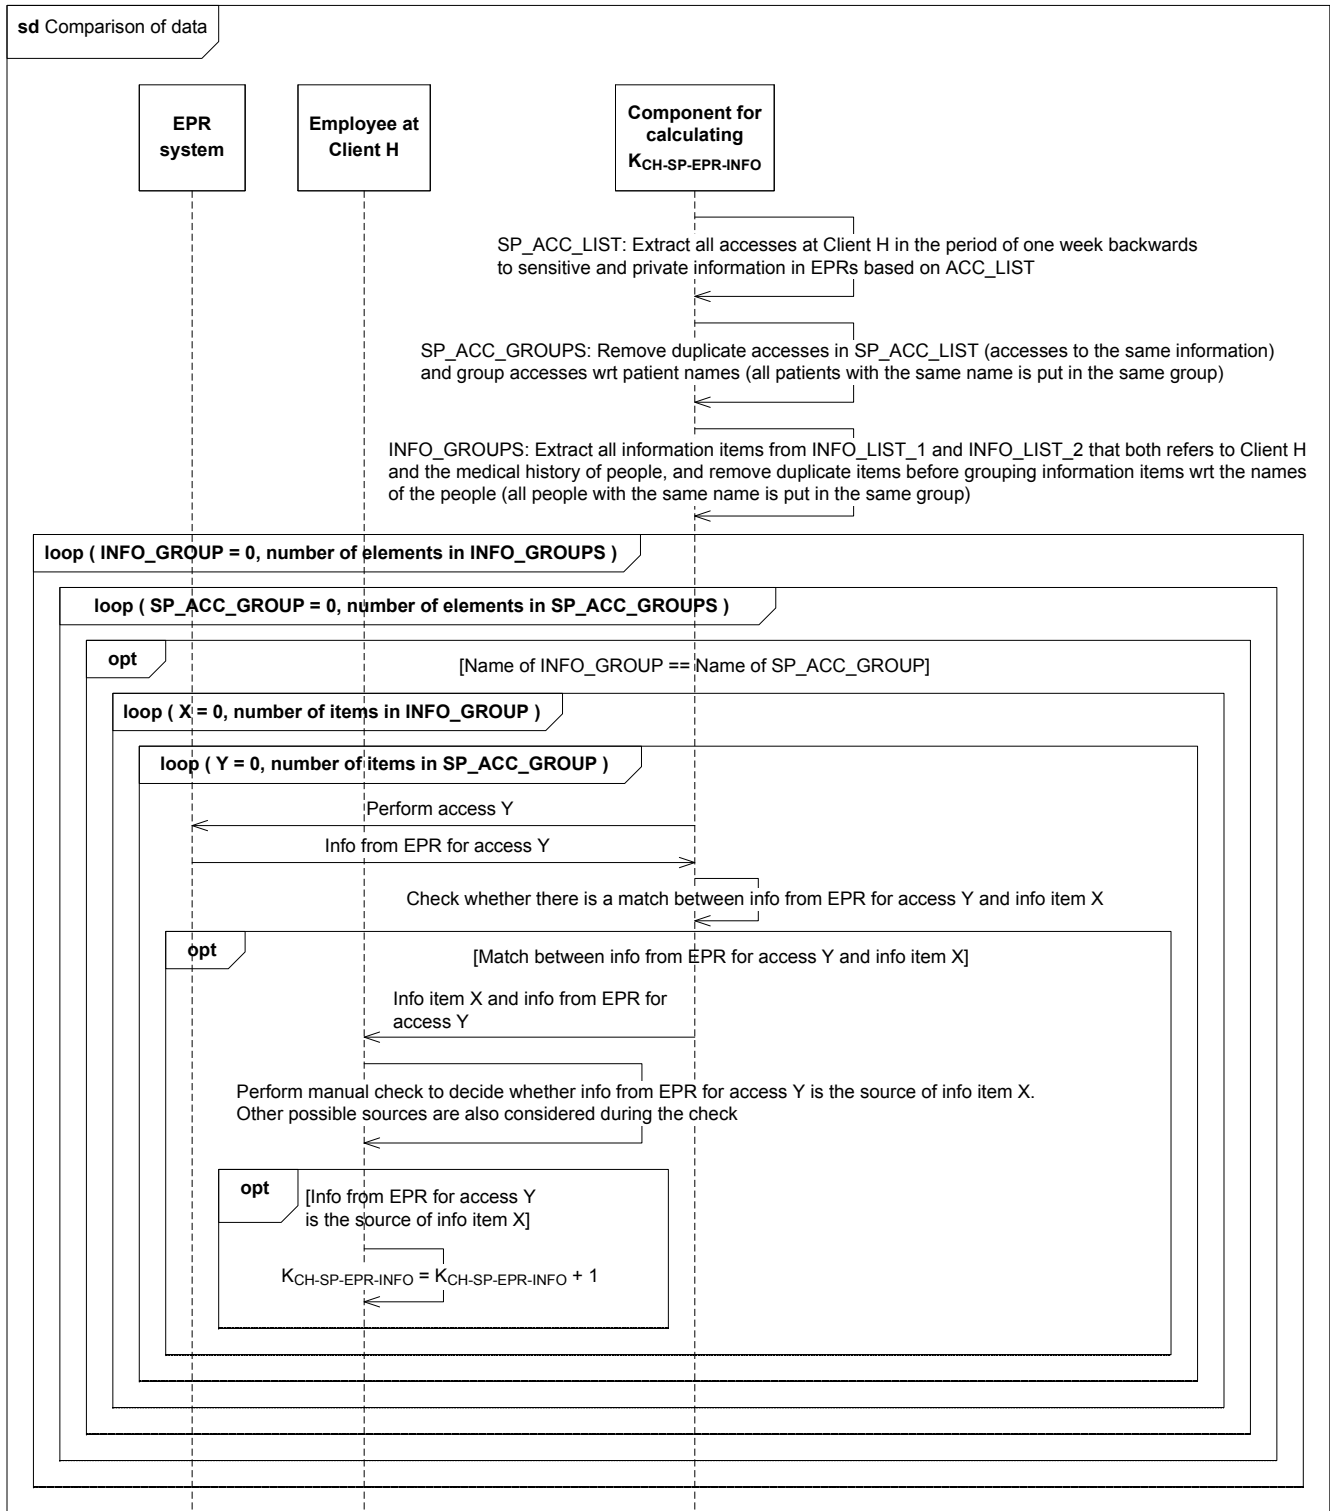 sd Comparison of data
EPR
system
Employee at
Client H
Component for
calculating
KCH-SP-EPR-INFO
SP_ACC_LIST: Extract all accesses at Client H in the period of one week backwards
to sensitive and private information in EPRs based on ACC_LIST
SP_ACC_GROUPS: Remove duplicate accesses in SP_ACC_LIST (accesses to the same information)
and group accesses wrt patient names (all patients with the same name is put in the same group)
INFO_GROUPS: Extract all information items from INFO_LIST_1 and INFO_LIST_2 that both refers to Client H
and the medical history of people, and remove duplicate items before grouping information items wrt the names
of the people (all people with the same name is put in the same group)
loop ( INFO_GROUP = 0, number of elements in INFO_GROUPS )
loop ( SP_ACC_GROUP = 0, number of elements in SP_ACC_GROUPS )
opt
[Name of INFO_GROUP == Name of SP_ACC_GROUP]
loop ( X = 0, number of items in INFO_GROUP )
loop ( Y = 0, number of items in SP_ACC_GROUP )
Perform access Y
Info from EPR for access Y
Check whether there is a match between info from EPR for access Y and info item X
opt
[Match between info from EPR for access Y and info item X]
Info item X and info from EPR for
access Y
Perform manual check to decide whether info from EPR for access Y is the source of info item X.
Other possible sources are also considered during the check
opt
[Info from EPR for access Y
is the source of info item X]
KCH-SP-EPR-INFO = KCH-SP-EPR-INFO + 1